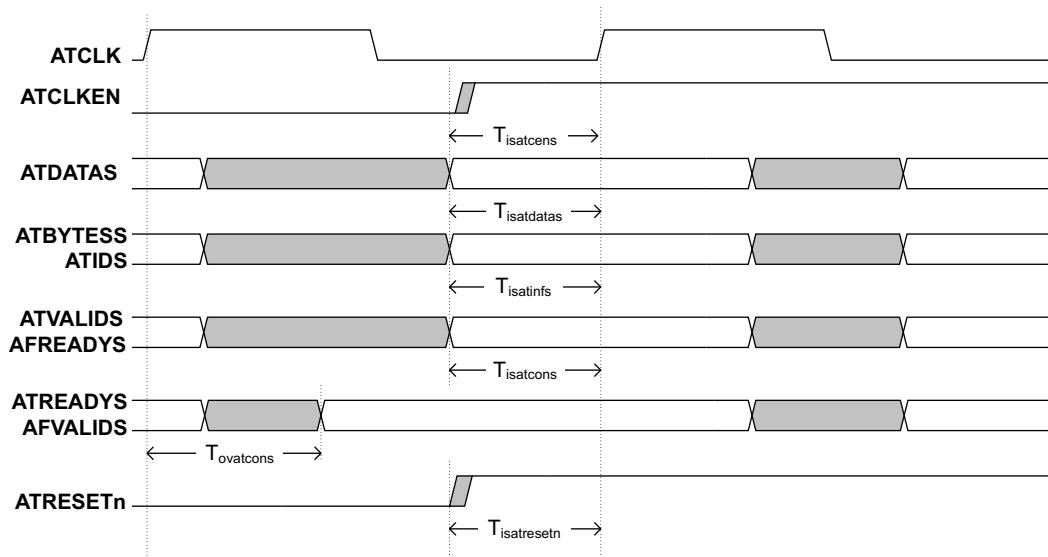 ATCLK
ATCLKEN
Tisatcens
ATDATAS
Tisatdatas
ATBYTESS
ATIDS
Tisatinfs
ATVALIDS
AFREADYS
Tisatcons
ATREADYS
AFVALIDS
Tovatcons
ATRESETn
Tisatresetn